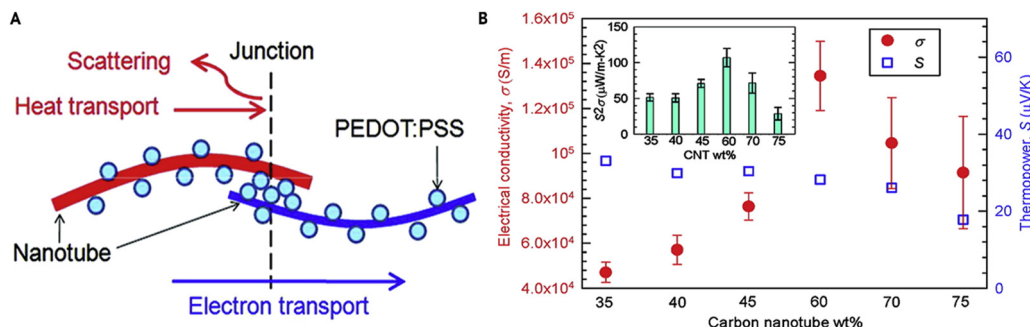 A
Junction
Scattering
Heat transport
PEDOT:PSS
Nanotube
Electron transport
B
Electrical conductivity, σ(S/m)
1.6x10⁵
1.4x10⁵
1.2x10⁵
10⁵
8.0x10⁴
6.0x10⁴
4.0x10⁴
S2σ(μW/m-K2)
150
100
50
0
35 40 45 60 70 75
CNT wt%
σ
S
60
40
20
0
Thermopower, S (μV/K)
35 40 45 60 70 75
Carbon nanotube wt%